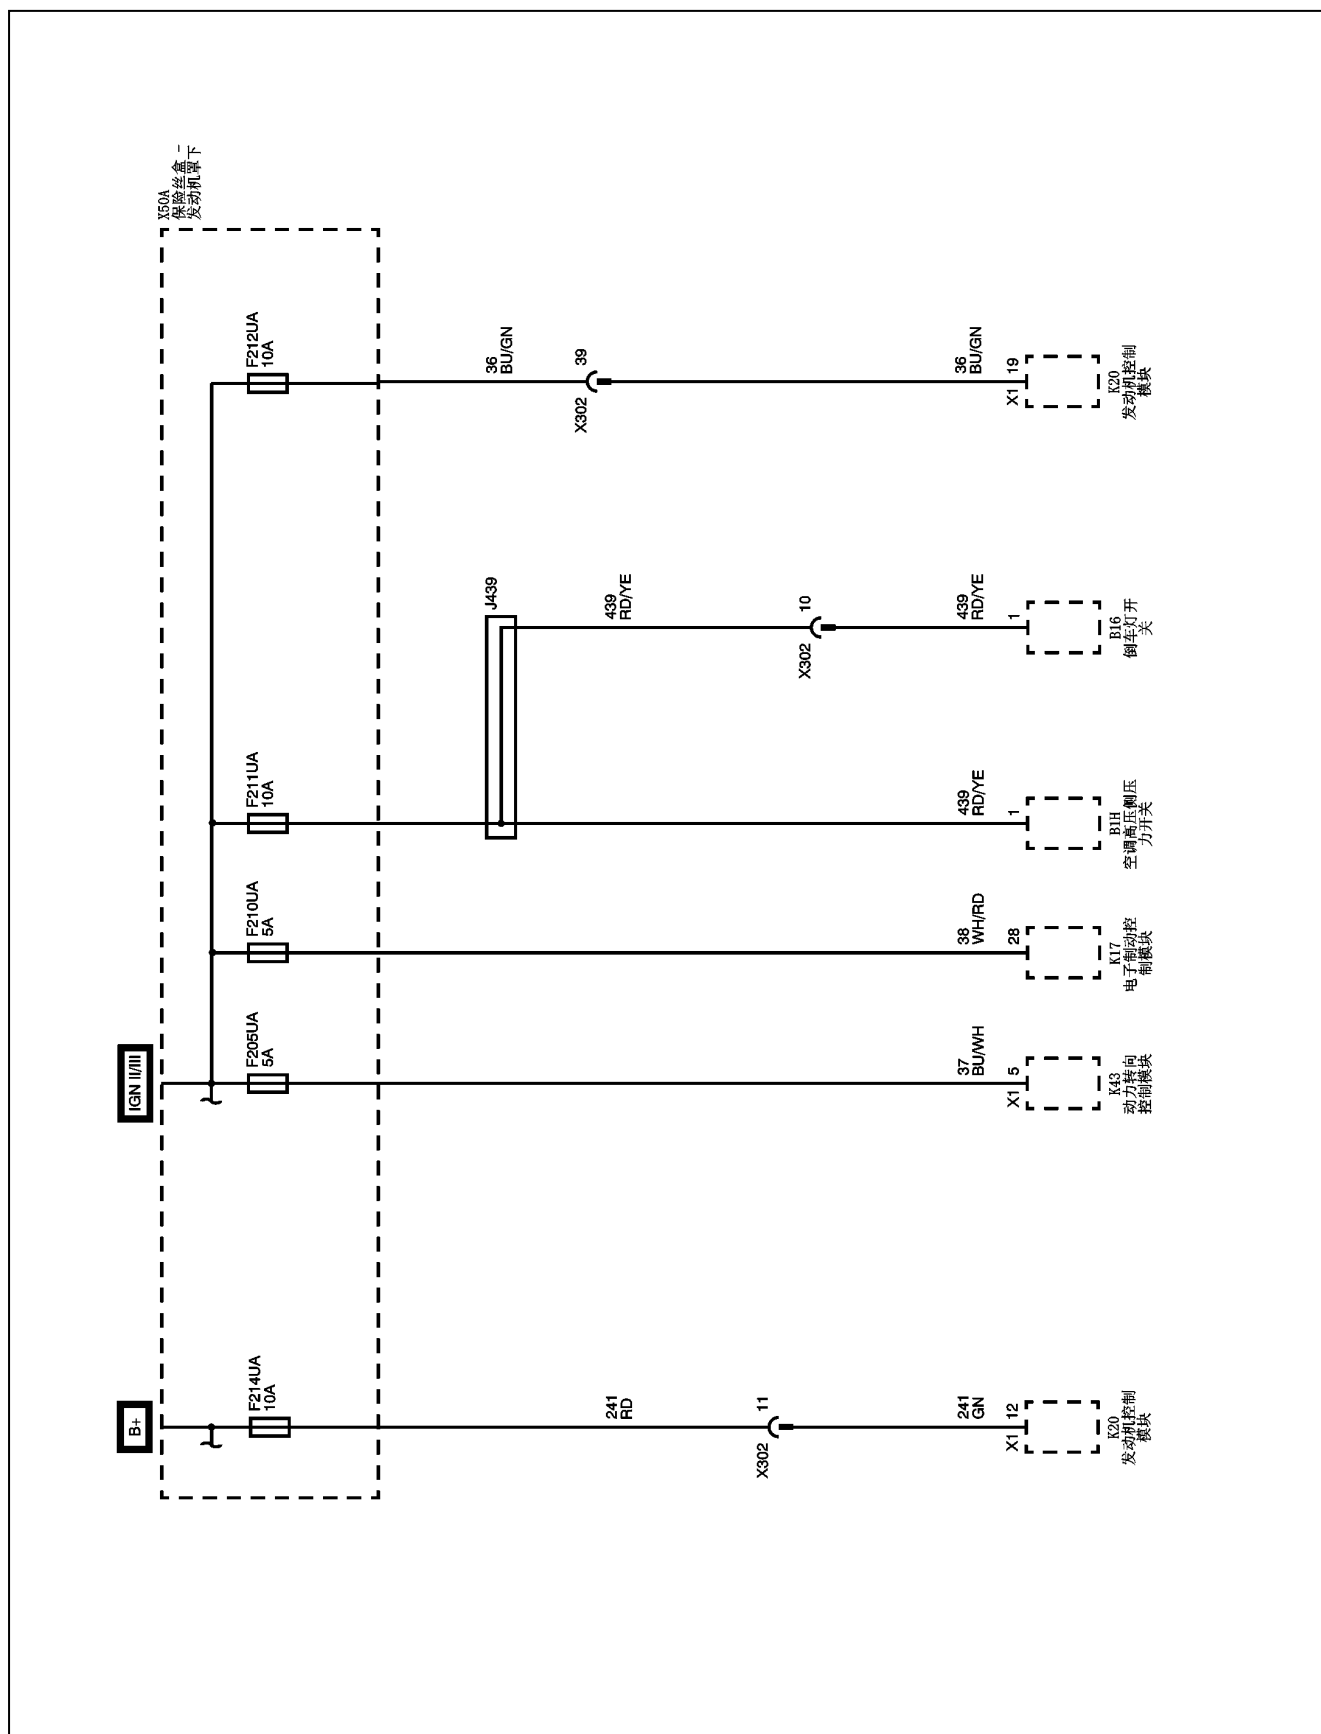 X50A
保险丝盒 -
发动机罩下
B+
IGN II/III
F214UA
10A
F205UA
5A
F210UA
5A
F211UA
10A
F212UA
10A
J439
36
BU/GN
X302
39
241
RD
439
RD/YE
X302
11
X302
10
241
GN
37
BU/WH
38
WH/RD
439
RD/YE
439
RD/YE
36
BU/GN
X1
12
X1
5
28
1
1
X1
19
K20
发动机控制
模块
K43
动力转向
控制模块
K17
电子制动控
制模块
B1H
空调高压侧压
力开关
B16
倒车灯开
关
K20
发动机控制
模块